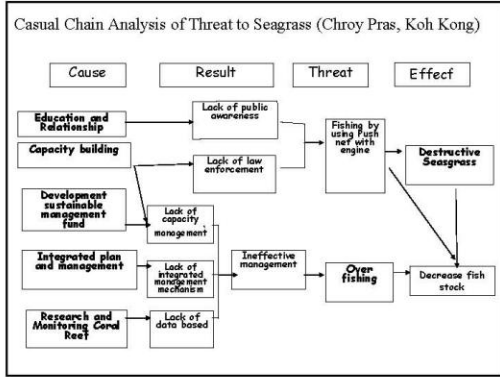 Casual Chain Analysis of Threat to Seagrass (Chroy Pras, Koh Kong)
Cause
Result
Threat
Effecf
Education and
Relationship
Lack of public
awareness
Fishing by
using Push
net with
engine
Capacity building
Lack of law
enforcement
Destructive
Seagrass
Development
sustainable
management
fund
Lack of
capacity
management
Integrated plan
and management
Lack of
integrated
management
mechanism
Ineffective
management
Over
fishing
Decrease fish
stock
Research and
Monitoring Coral
Reef
Lack of
data based